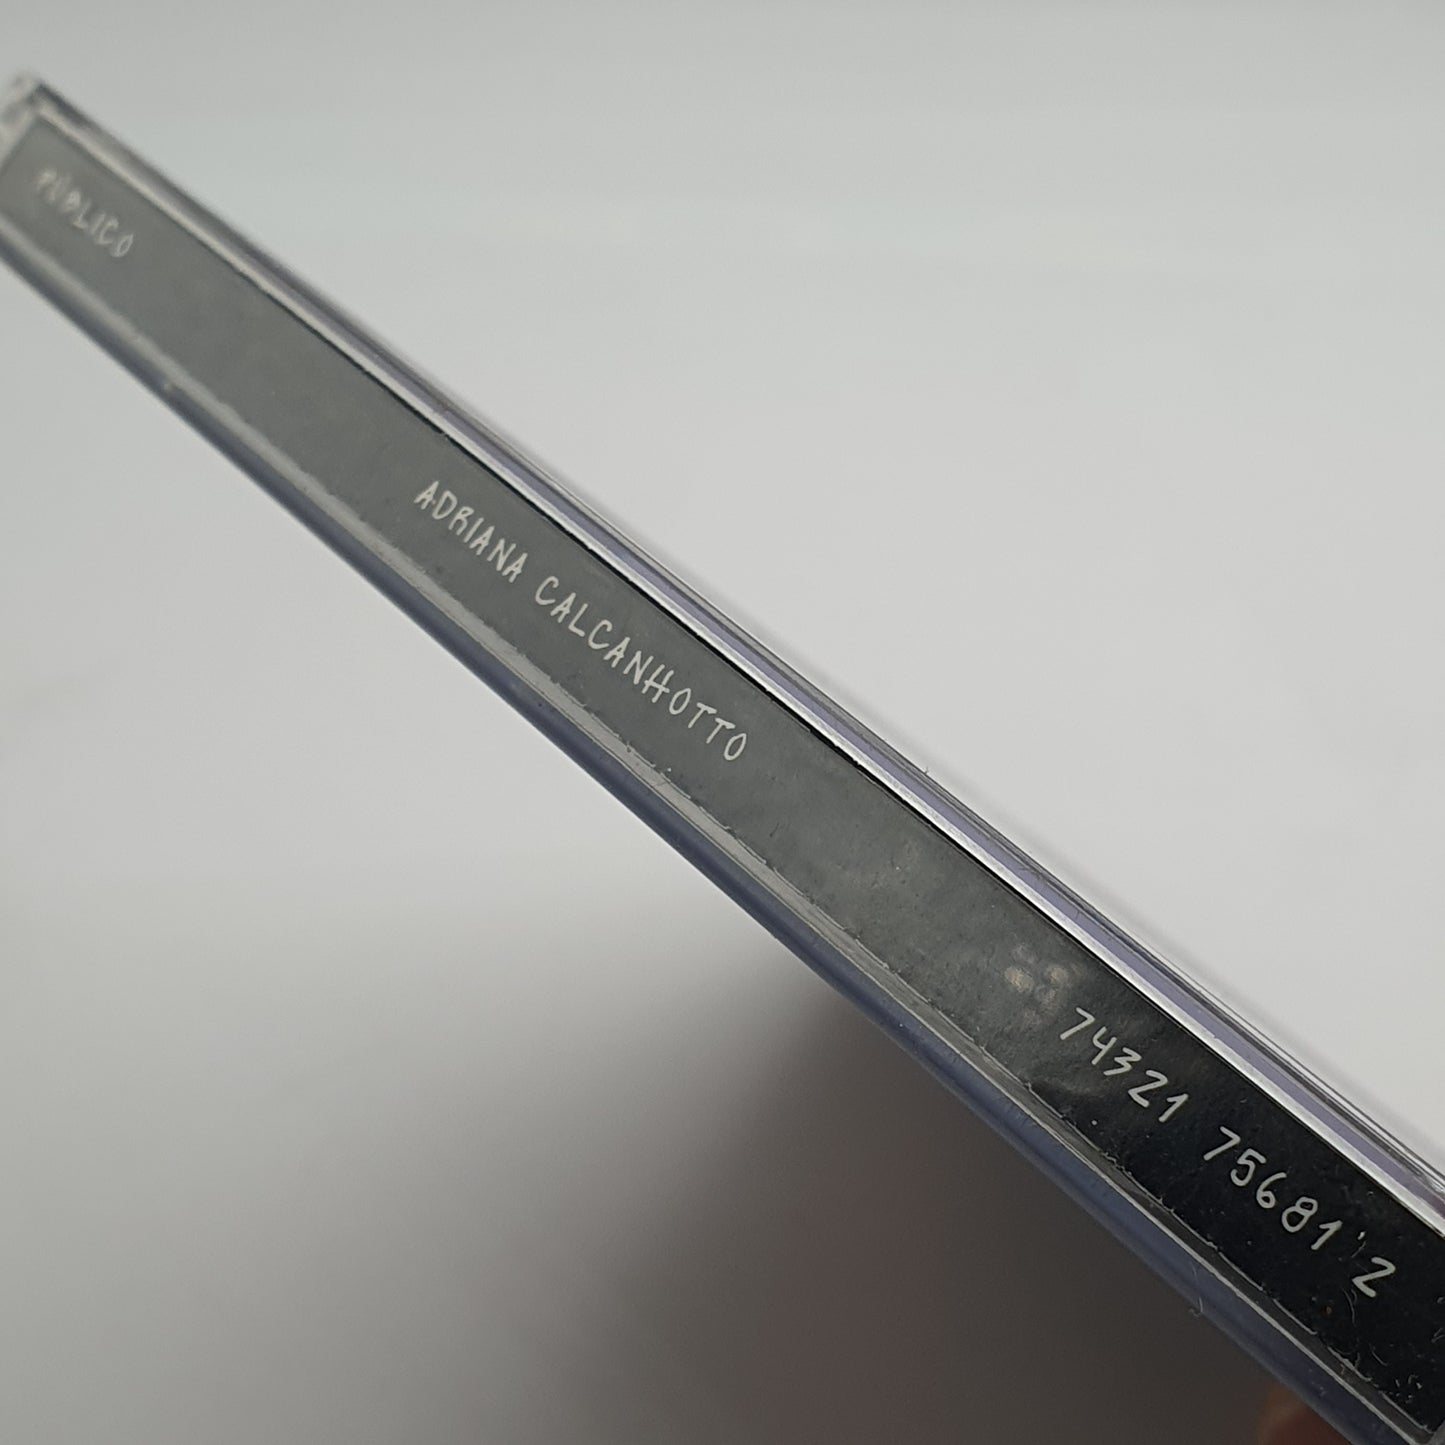 PÚBLICO
ADRIANA CALCANHOTTO
74321 75681 2